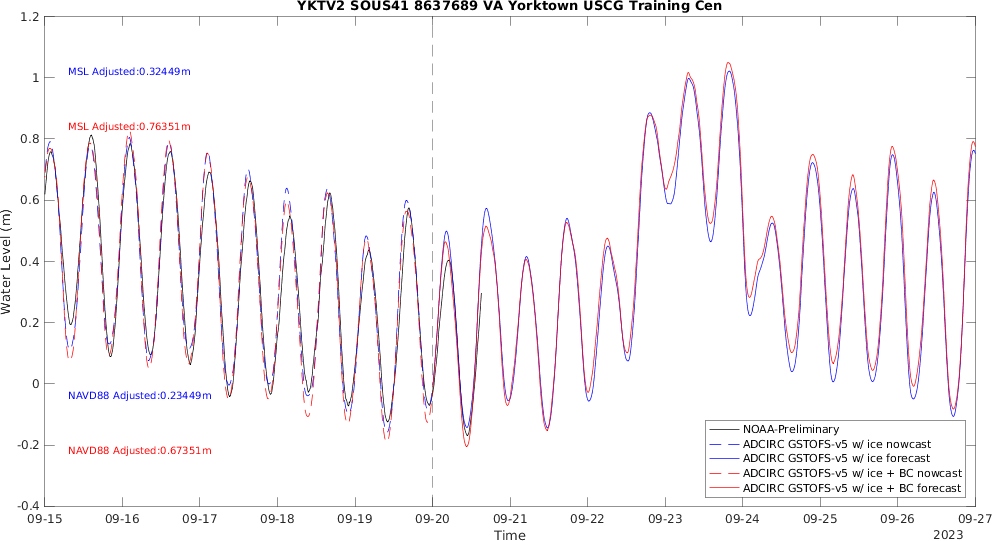 YKTV2 SOUS41 8637689 VA Yorktown USCG Training Cen
1.2
1
0.8
0.6
0.4
0.2
0
-0.2
-0.4
Water Level (m)
MSL Adjusted:0.32449m
MSL Adjusted:0.76351m
NAVD88 Adjusted:0.23449m
NAVD88 Adjusted:0.67351m
NOAA-Preliminary
ADCIRC GSTOFS-v5 w/ ice nowcast
ADCIRC GSTOFS-v5 w/ ice forecast
ADCIRC GSTOFS-v5 w/ ice + BC nowcast
ADCIRC GSTOFS-v5 w/ ice + BC forecast
09-15 09-16 09-17 09-18 09-19 09-20 09-21 09-22 09-23 09-24 09-25 09-26 09-27
Time
2023